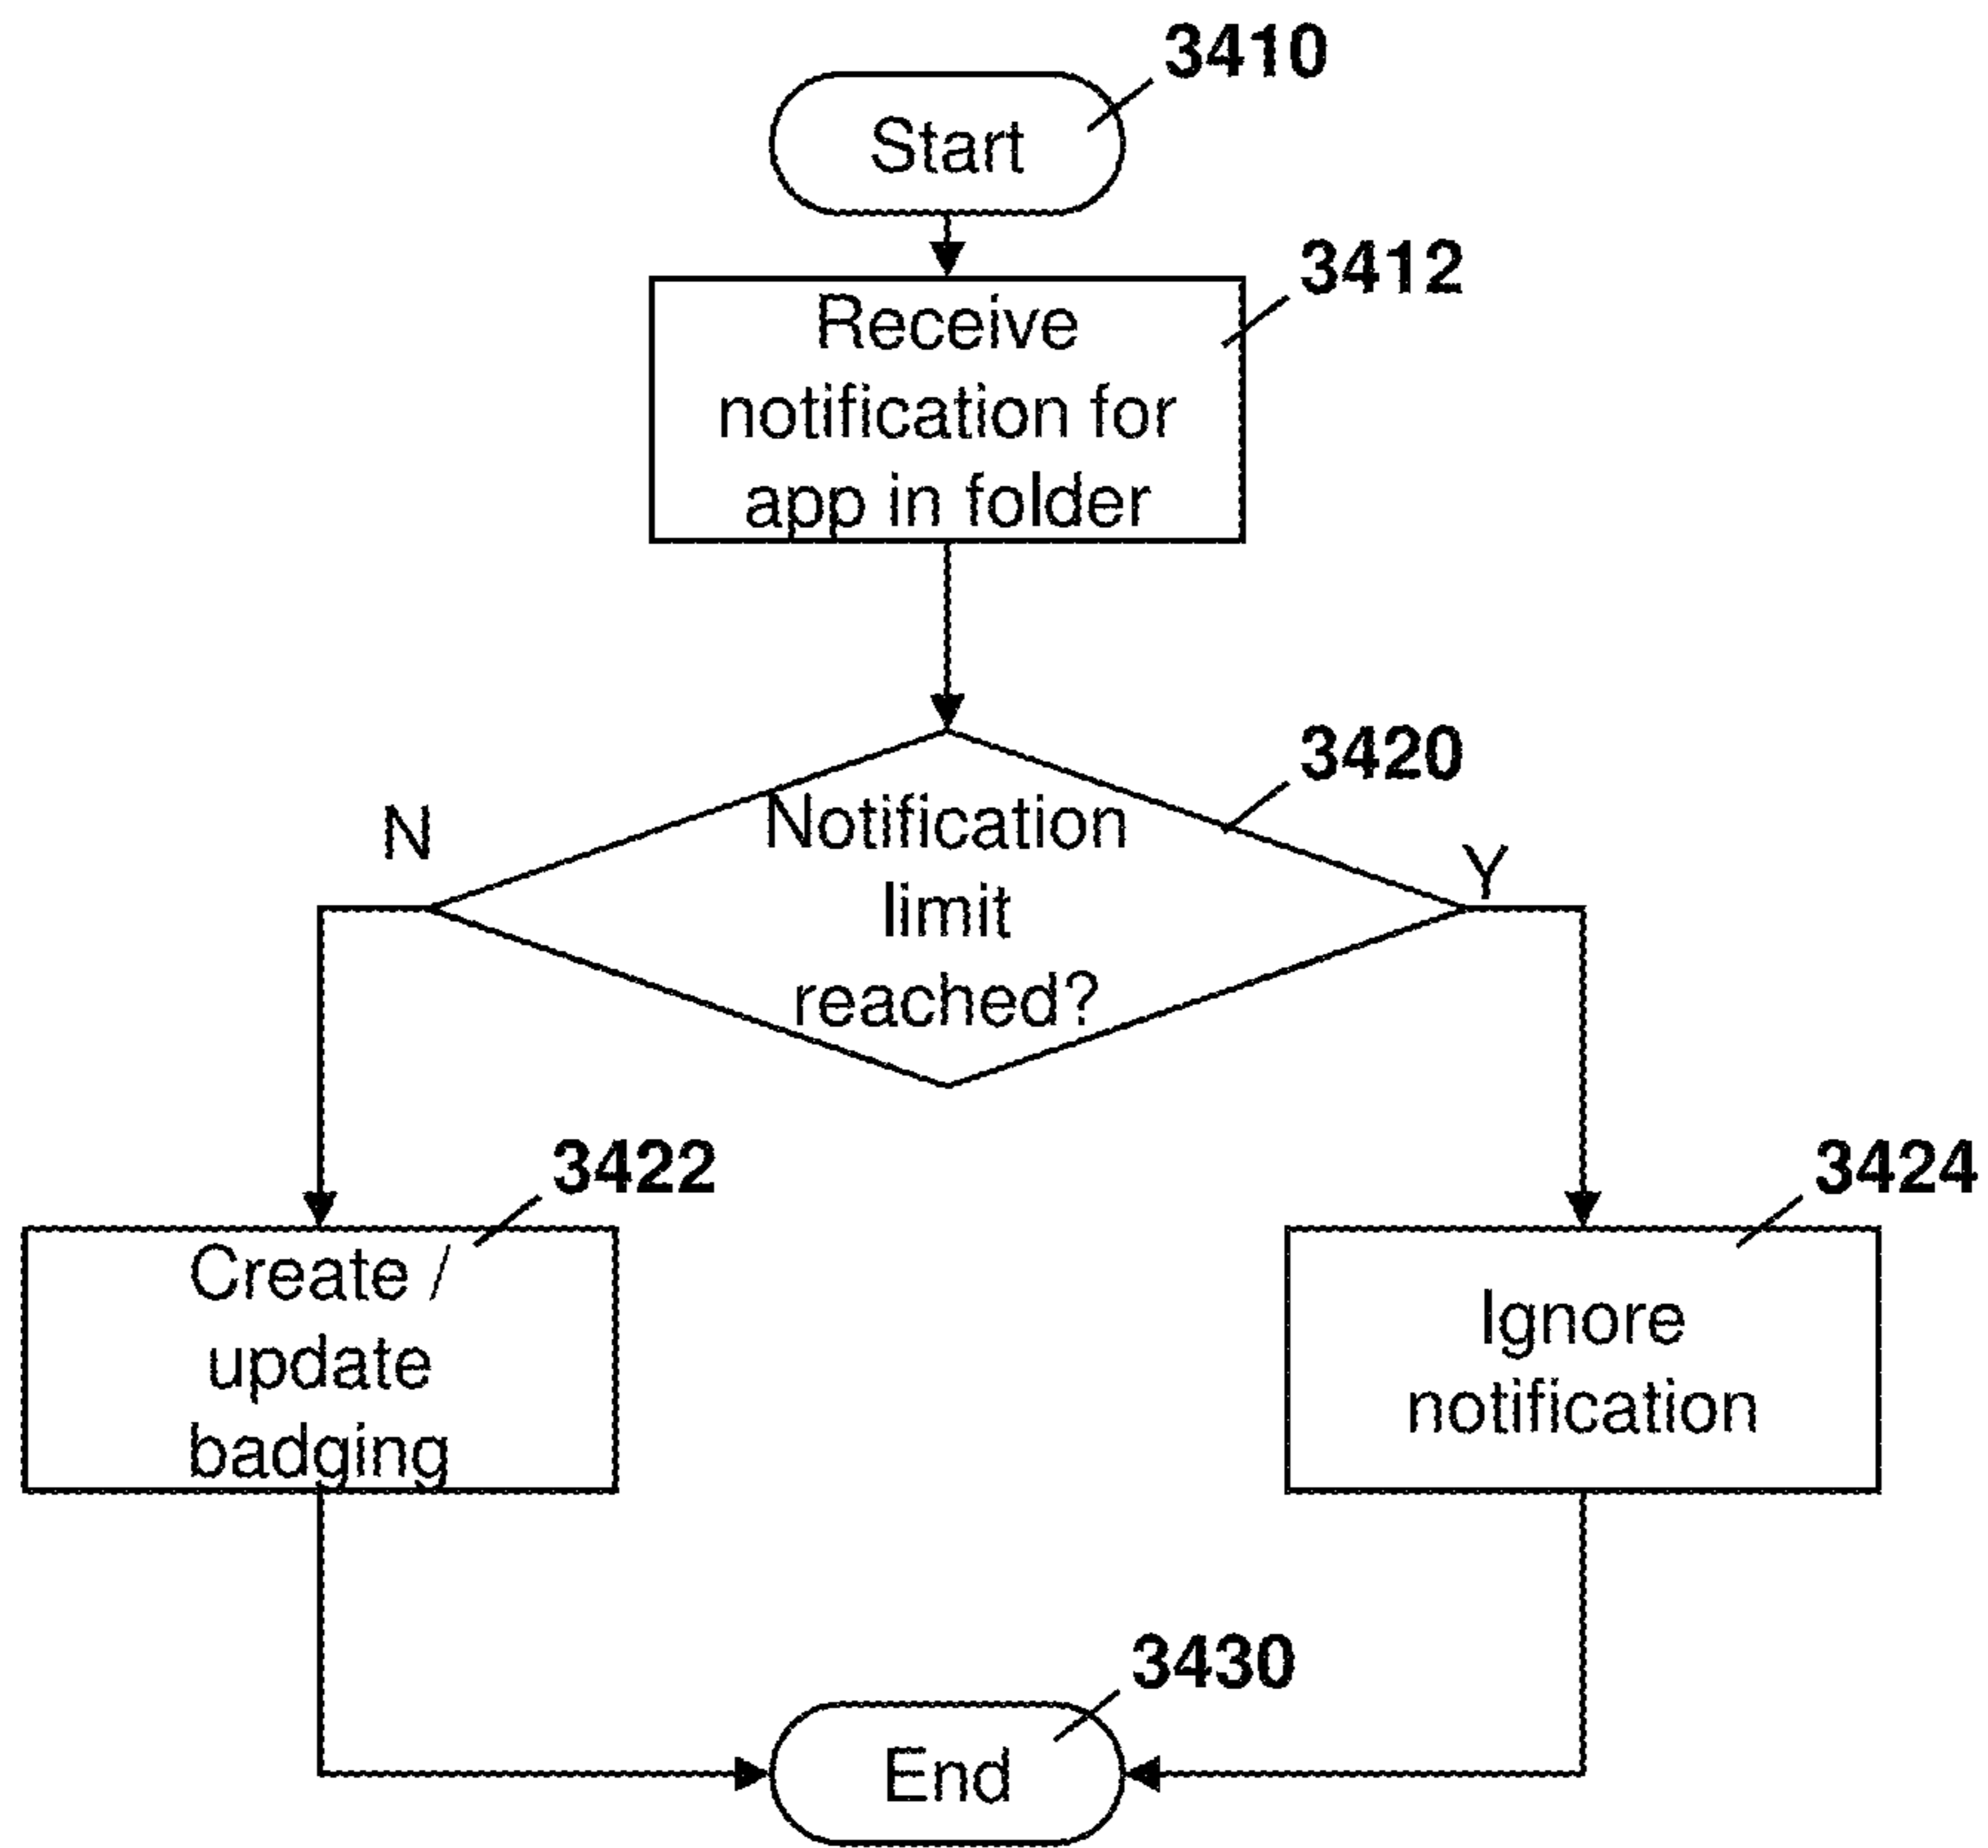 3410
Start
3412
Receive
notification for
app in folder
3420
N
Notification
Y
limit
reached?
3422
3424
Create /
update
badging
Ignore
notification
3430
End